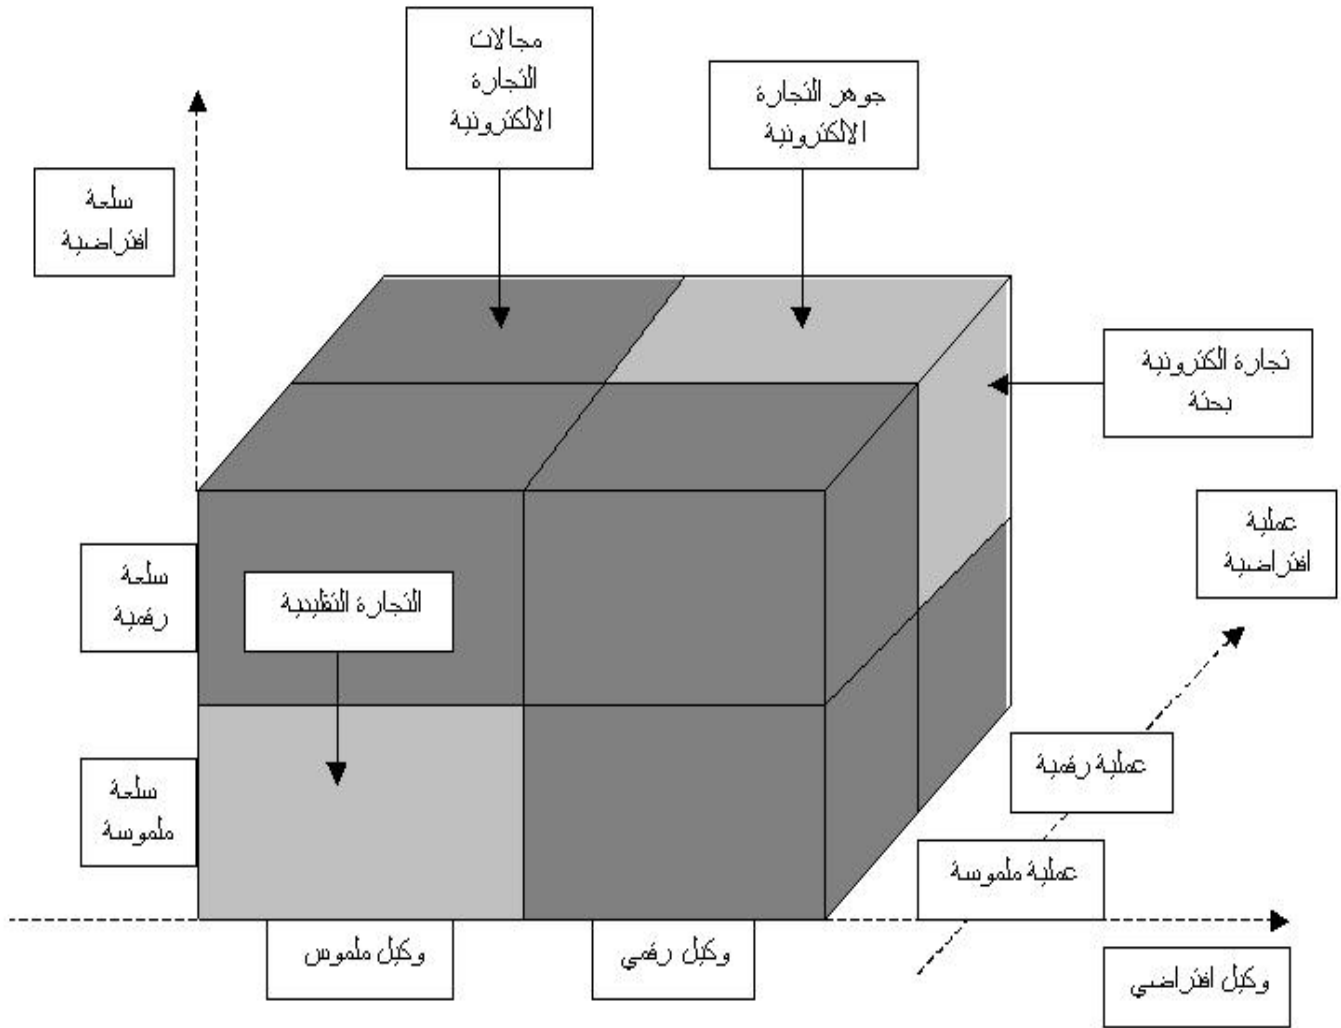 مجالات
التجارة
الالكترونية
جوهر التجارة
الالكترونية
سلعة
افتراضية
تجارة الكترونية
بحتة
عملية
افتراضية
سلعة
رقمية
التجارة التقليدية
عملية رقمية
سلعة
ملموسة
عملية ملموسة
وكيل ملموس
وكيل رقمي
وكيل افتراضي